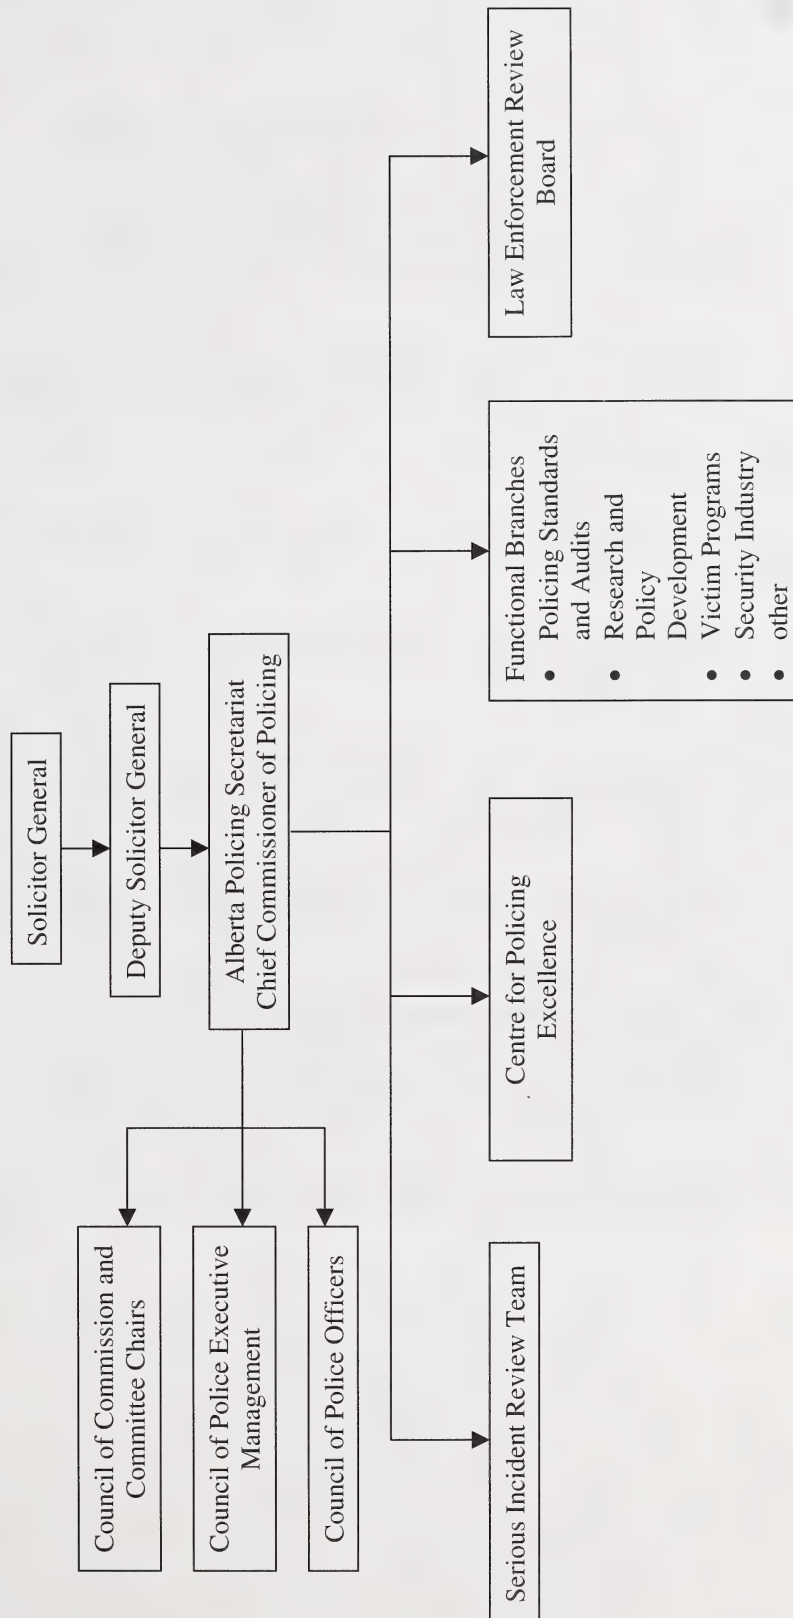 Solicitor General
Deputy Solicitor General
Alberta Policing Secretariat
Chief Commissioner of Policing
Council of Commission and
Committee Chairs
Council of Police Executive
Management
Council of Police Officers
Serious Incident Review Team
Centre for Policing
Excellence
Functional Branches
• Policing Standards
and Audits
• Research and
Policy
Development
• Victim Programs
• Security Industry
• other
Law Enforcement Review
Board